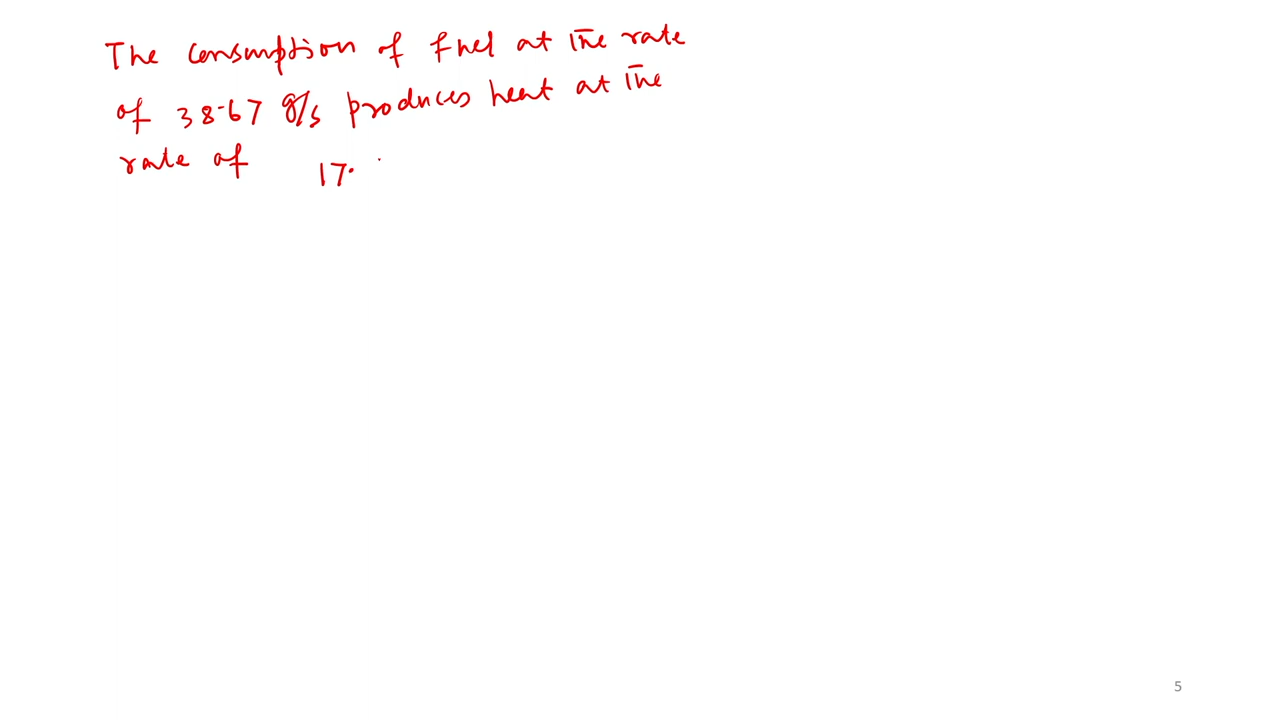 The consumption of fuel at the rate
of 38.67 g/s produces heat at the
rate of 17.
5